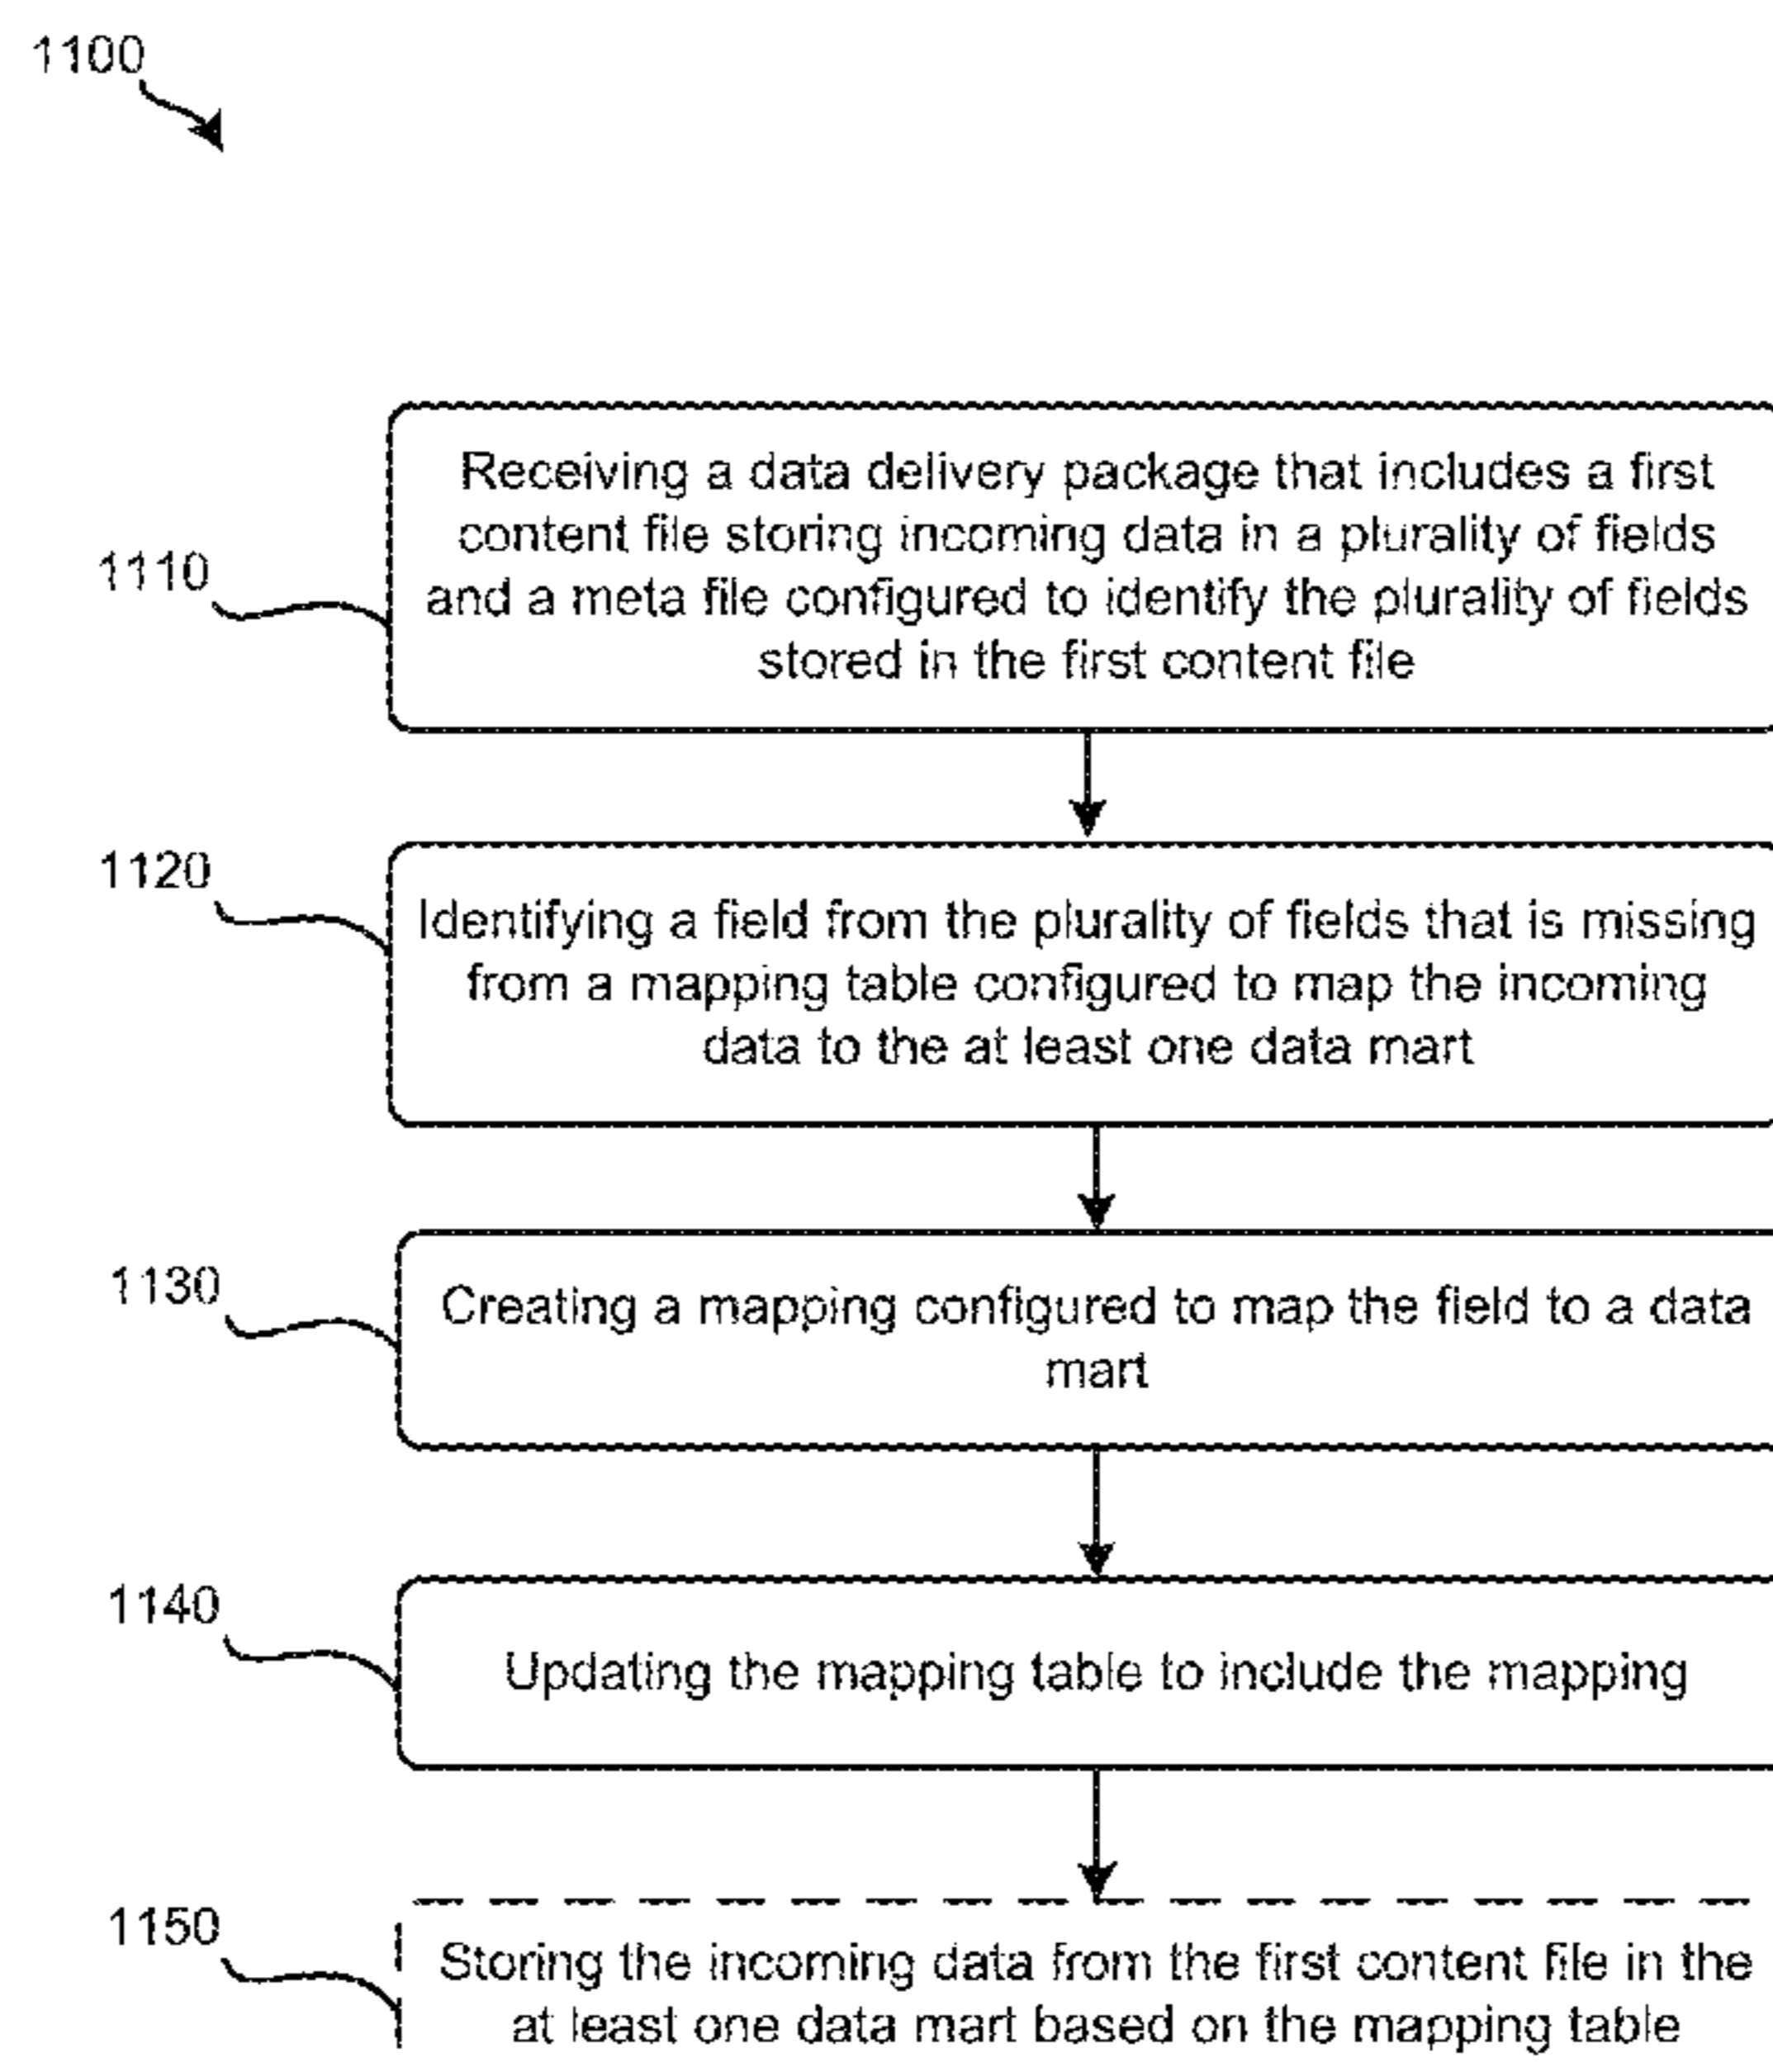 1100
Receiving a data delivery package that includes a first
content file storing incoming data in a plurality of fields
1110
and a meta file configured to identify the plurality of fields
stored in the first content file
1120
Identifying a field from the plurality of fields that is missing
from a mapping table configured to map the incoming
data to the at least one data mart
1130
Creating a mapping configured to map the field to a data
mart
1140
Updating the mapping table to include the mapping
1150
Storing the incoming data from the first content file in the
at least one data mart based on the mapping table